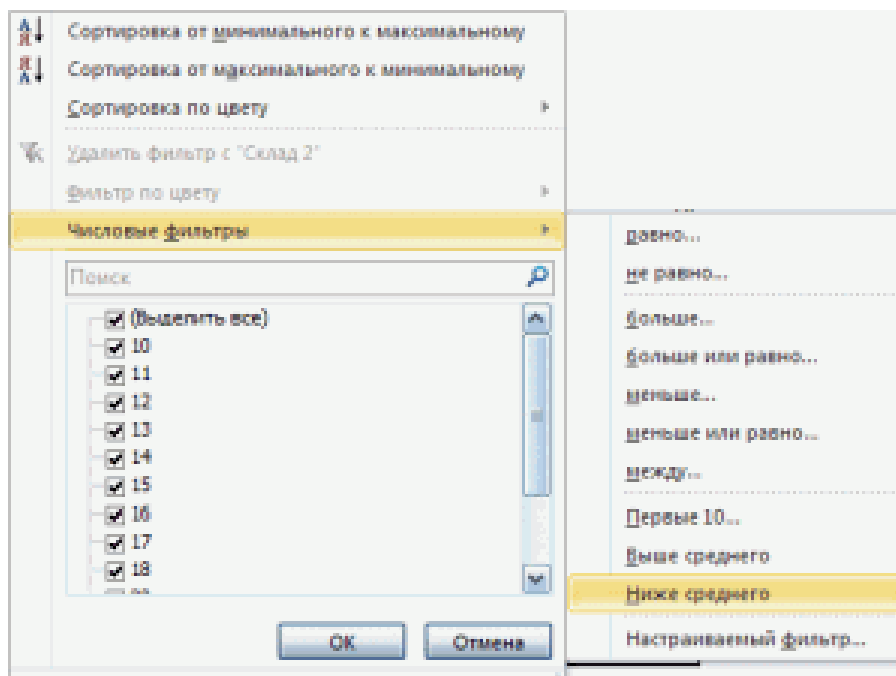 Сортировка от минимального к максимальному
Сортировка от максимального к минимальному
Сортировка по цвету
Удалить фильтр с "Склад 2"
Фильтр по цвету
Числовые фильтры
Поиск
(Выделить все)
10
11
12
13
14
15
16
17
18
ОК Отмена
равно...
не равно...
больше...
больше или равно...
меньше...
меньше или равно...
между...
Первые 10...
Выше среднего
Ниже среднего
Настраиваемый фильтр...